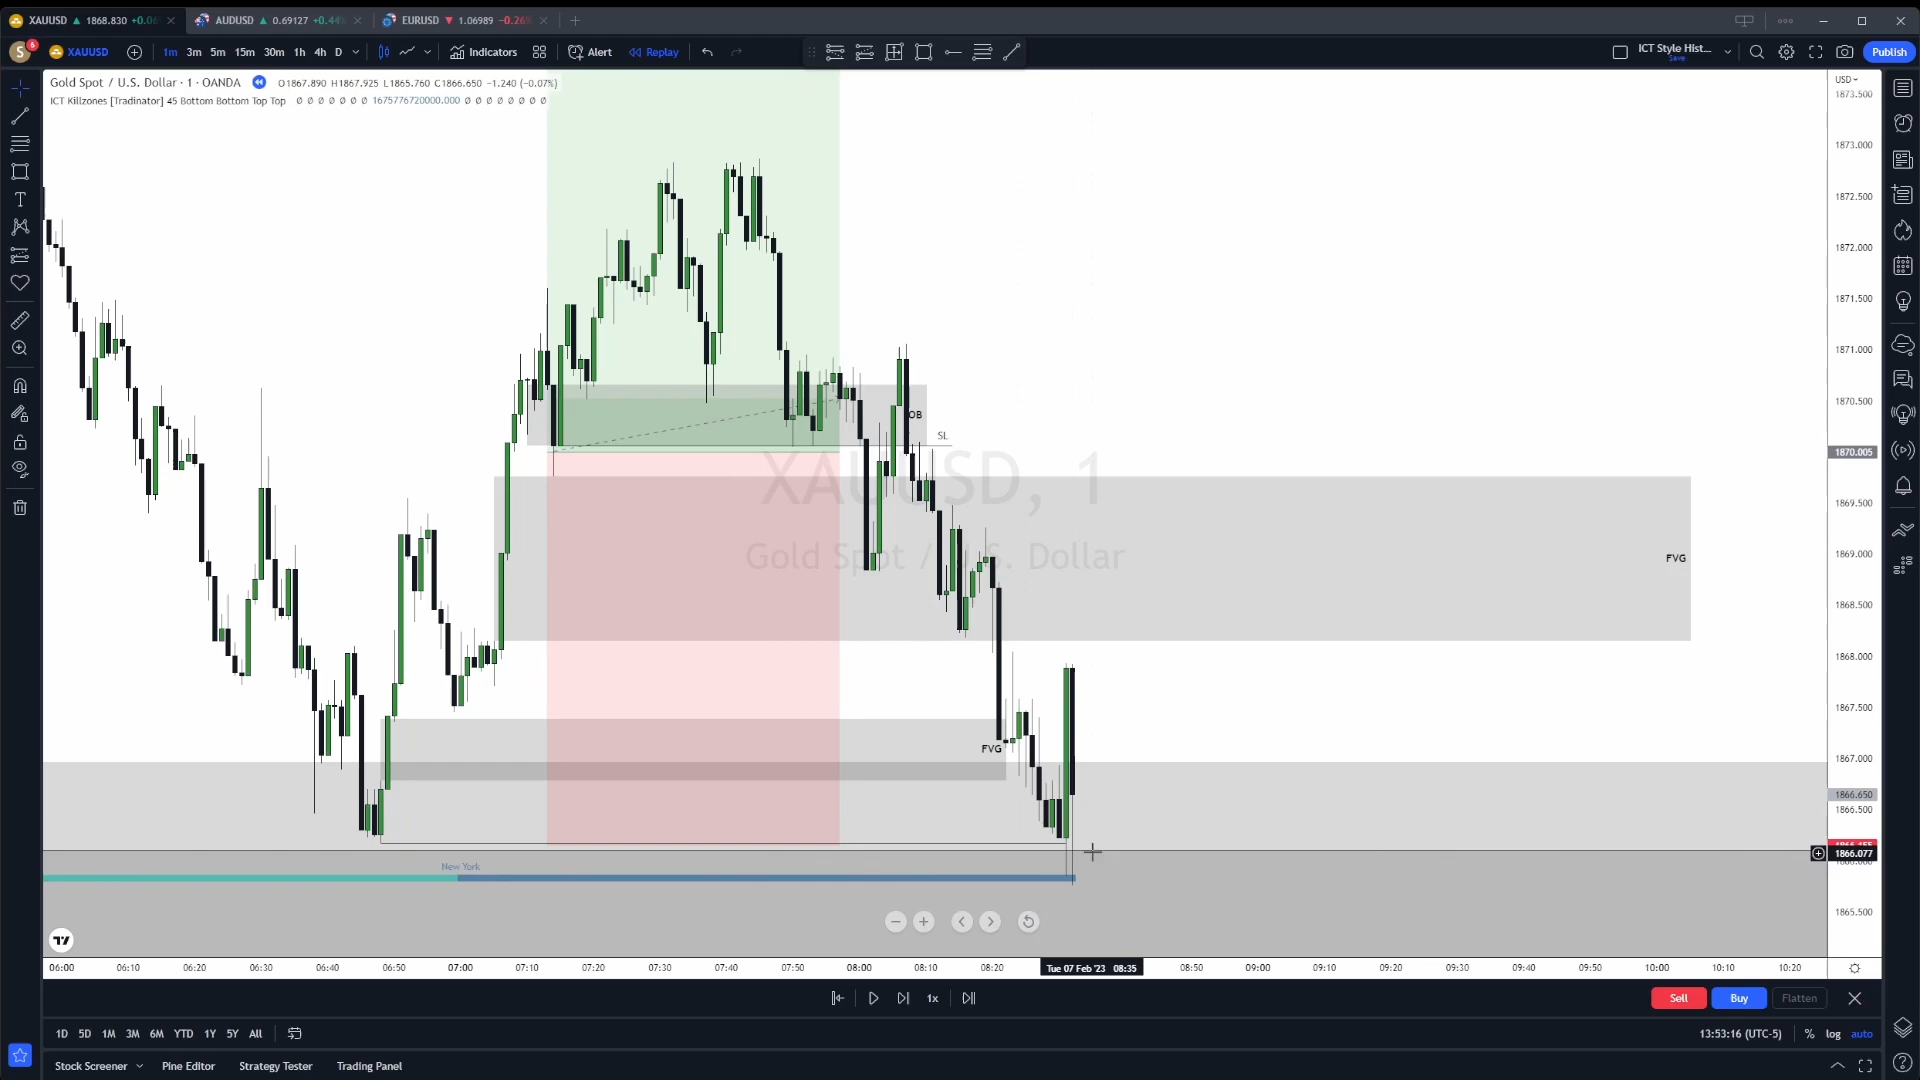 XAUUSD ▲ 1868.830 +0.06 AUDUSD ▲ 0.69127 +0.44% EURUSD ▼ 1.06989 −0.26%
S 6 XAUUSD 1m 3m 5m 15m 30m 1h 4h D Indicators Alert Replay ICT Style Hist... Save Publish
Gold Spot / U.S. Dollar · 1 · OANDA O1867.890 H1867.925 L1865.760 C1866.650 −1.240 (−0.07%)
ICT Killzones [Tradinator] 45 Bottom Bottom Top Top Ø Ø Ø Ø Ø Ø Ø 1675776720000.000 Ø Ø Ø Ø Ø Ø Ø Ø
USD
1873.500
1873.000
1872.500
1872.000
1871.500
1871.000
1870.500
OB
SL
1870.005
XAUUSD, 1
1869.500
Gold Spot / U.S. Dollar
1869.000
FVG
1868.500
1868.000
1867.500
FVG
1867.000
1866.650
1866.500
1866.077
New York
1865.500
06:00 06:10 06:20 06:30 06:40 06:50 07:00 07:10 07:20 07:30 07:40 07:50 08:00 08:10 08:20 Tue 07 Feb '23 08:35 08:50 09:00 09:10 09:20 09:30 09:40 09:50 10:00 10:10 10:20
1x Sell Buy Flatten
1D 5D 1M 3M 6M YTD 1Y 5Y All 13:53:16 (UTC-5) % log auto
Stock Screener Pine Editor Strategy Tester Trading Panel